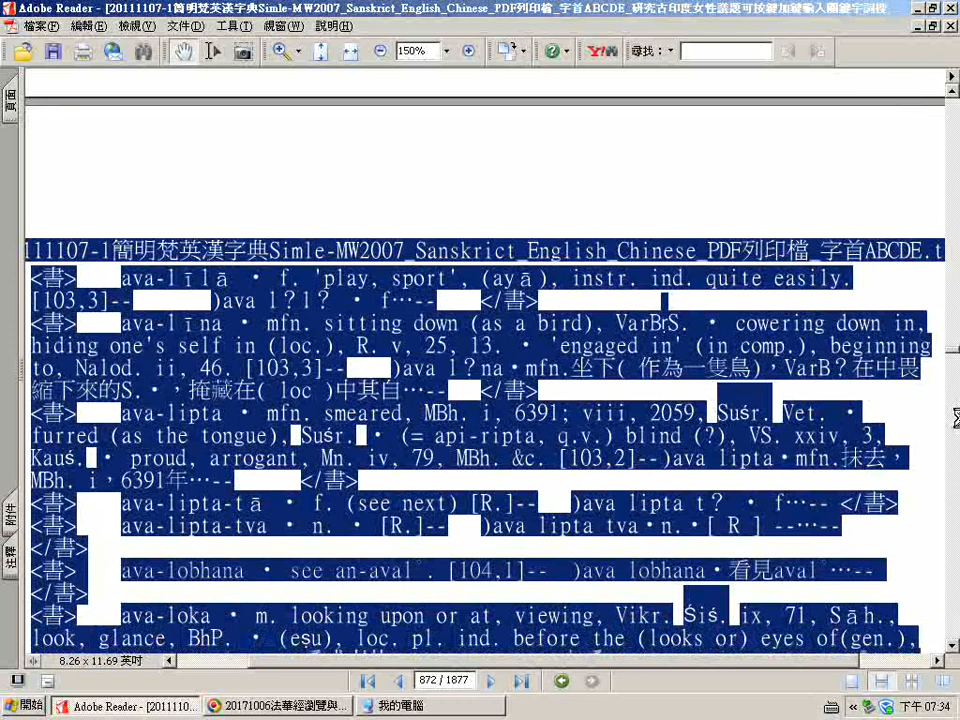 Adobe Reader - [20111107-1簡明梵英漢字典Simle-MW2007_Sanskrict_English_Chinese_PDF列印檔_字首ABCDE_研究古印度女性議題可按鍵加鍵輸入關鍵字詞搜
檔案(F) 編輯(E) 檢視(V) 文件(D) 工具(T) 視窗(W) 說明(H)
150% 尋找:
頁面
111107-1簡明梵英漢字典Simle-MW2007_Sanskrict_English_Chinese_PDF列印檔_字首ABCDE.t
<書> ava-līlā • f. 'play, sport', (ayā), instr. ind. quite easily.
[103,3]-- )ava l?l? • f…-- </書>
<書> ava-līna • mfn. sitting down (as a bird), VarBrS. • cowering down in,
hiding one's self in (loc.), R. v, 25, 13. • 'engaged in' (in comp.), beginning
to, Nalod. ii, 46. [103,3]-- )ava l?na•mfn.坐下( 作為一隻鳥)，VarB？在中畏
縮下來的S.•，掩藏在( loc )中其自…-- </書>
<書> ava-lipta • mfn. smeared, MBh. i, 6391; viii, 2059, Suśr. Vet. •
furred (as the tongue), Suśr. • (= api-ripta, q.v.) blind (?), VS. xxiv, 3,
Kauś. • proud, arrogant, Mn. iv, 79, MBh. &c. [103,2]--)ava lipta•mfn.抹去，
MBh. i，6391年…-- </書>
<書> ava-lipta-tā • f. (see next) [R.]-- )ava lipta t? • f…-- </書>
<書> ava-lipta-tva • n. • [R.]-- )ava lipta tva•n.•[ R ] --…--
</書>
<書> ava-lobhana • see an-aval°. [104,1]-- )ava lobhana•看見aval°…--
</書>
<書> ava-loka • m. looking upon or at, viewing, Vikr. Śiś. ix, 71, Sāh.,
look, glance, BhP. • (eṣu), loc. pl. ind. before the (looks or) eyes of(gen.),
附件
注釋
8.26 x 11.69 英吋
872 / 1877
開始 Adobe Reader - [2011110... 20171006法華經瀏覽與... 我的電腦 下午 07:34